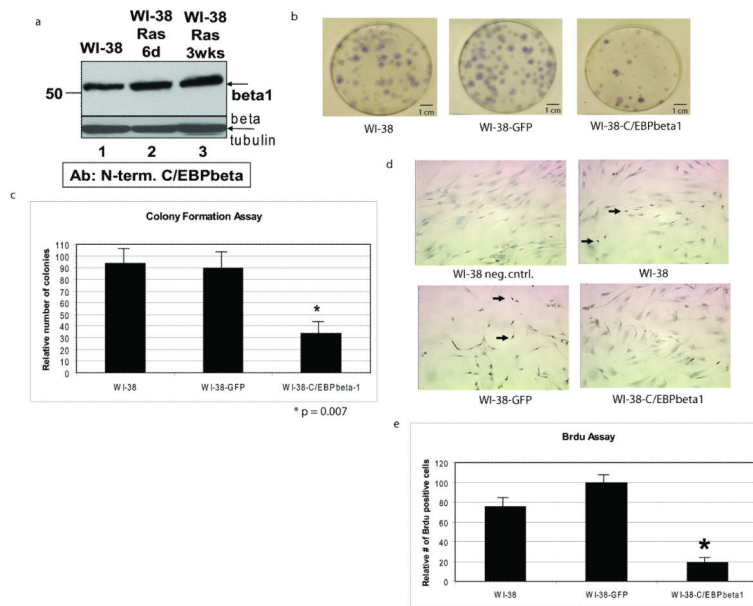 a
WI-38
WI-38
Ras
6d
WI-38
Ras
3wks
50
beta1
beta
tubulin
1 2 3
Ab: N-term. C/EBPbeta
b
1 cm
1 cm
1 cm
WI-38
WI-38-GFP
WI-38-C/EBPbeta1
c
Colony Formation Assay
Relative number of colonies
110
100
90
80
70
60
50
40
30
20
10
0
*
WI-38
WI-38-GFP
WI-38-C/EBPbeta-1
* p = 0.007
d
WI-38 neg. cntrl.
WI-38
WI-38-GFP
WI-38-C/EBPbeta1
e
Brdu Assay
Relative # of Brdu positive cells
120
100
80
60
40
20
0
*
WI-38
WI-38-GFP
WI-38-C/EBPbeta1